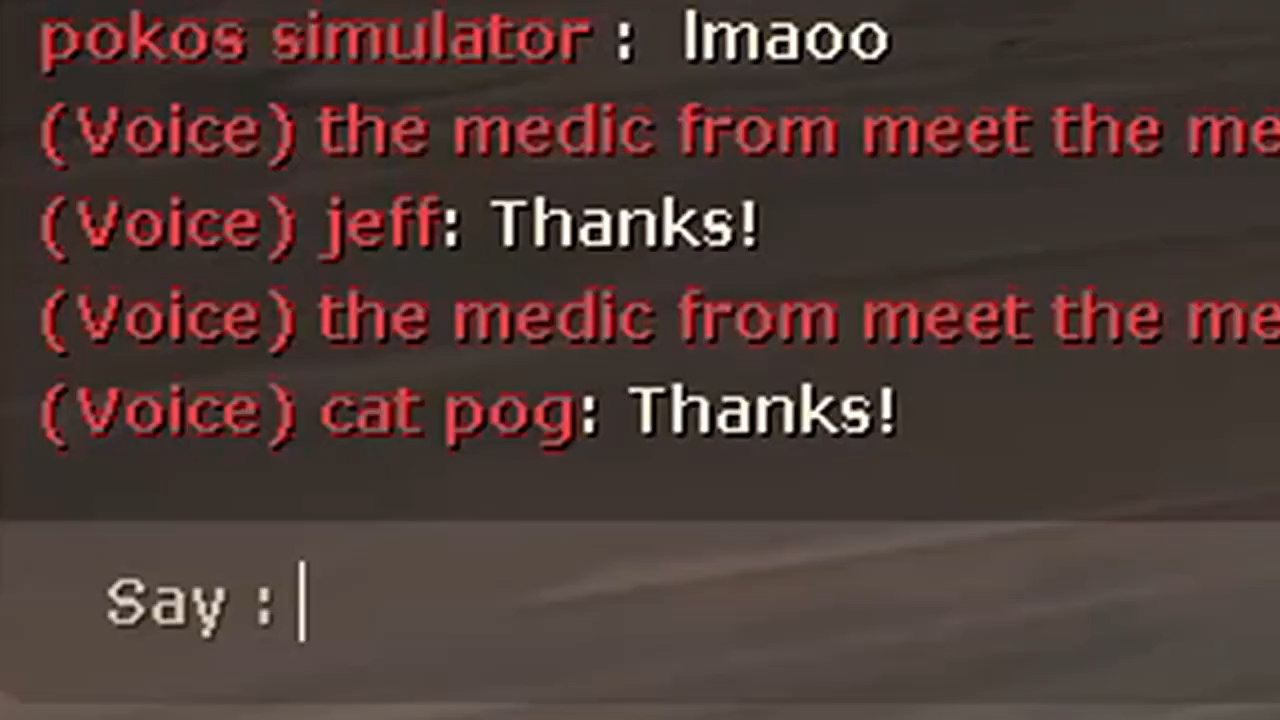 pokos simulator :  lmaoo
(Voice) the medic from meet the me
(Voice) jeff: Thanks!
(Voice) the medic from meet the me
(Voice) cat pog: Thanks!
Say :